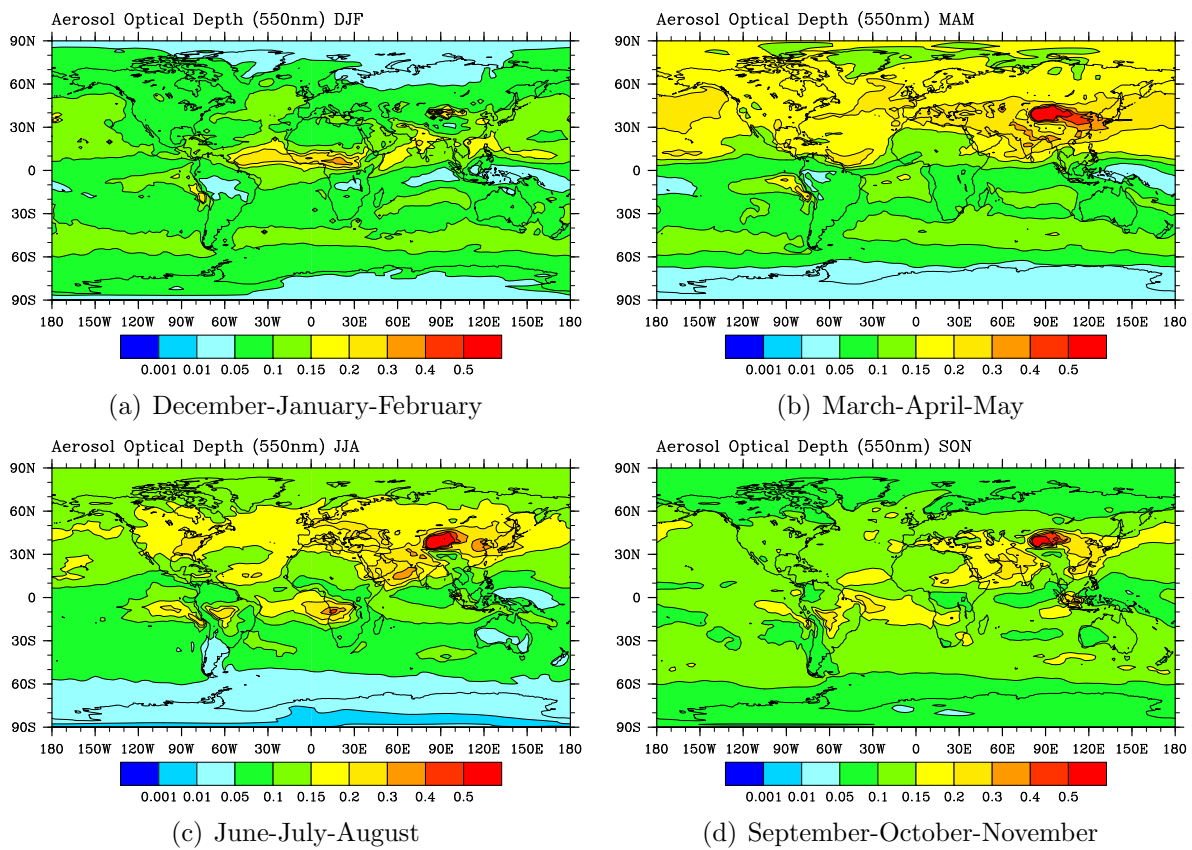 Aerosol Optical Depth (550nm) DJF
90N
60N
30N
0
30S
60S
90S
180 150W 120W 90W 60W 30W 0 30E 60E 90E 120E 150E 180
0.001 0.01 0.05 0.1 0.15 0.2 0.3 0.4 0.5
(a) December-January-February
Aerosol Optical Depth (550nm) MAM
90N
60N
30N
0
30S
60S
90S
180 150W 120W 90W 60W 30W 0 30E 60E 90E 120E 150E 180
0.001 0.01 0.05 0.1 0.15 0.2 0.3 0.4 0.5
(b) March-April-May
Aerosol Optical Depth (550nm) JJA
90N
60N
30N
0
30S
60S
90S
180 150W 120W 90W 60W 30W 0 30E 60E 90E 120E 150E 180
0.001 0.01 0.05 0.1 0.15 0.2 0.3 0.4 0.5
(c) June-July-August
Aerosol Optical Depth (550nm) SON
90N
60N
30N
0
30S
60S
90S
180 150W 120W 90W 60W 30W 0 30E 60E 90E 120E 150E 180
0.001 0.01 0.05 0.1 0.15 0.2 0.3 0.4 0.5
(d) September-October-November